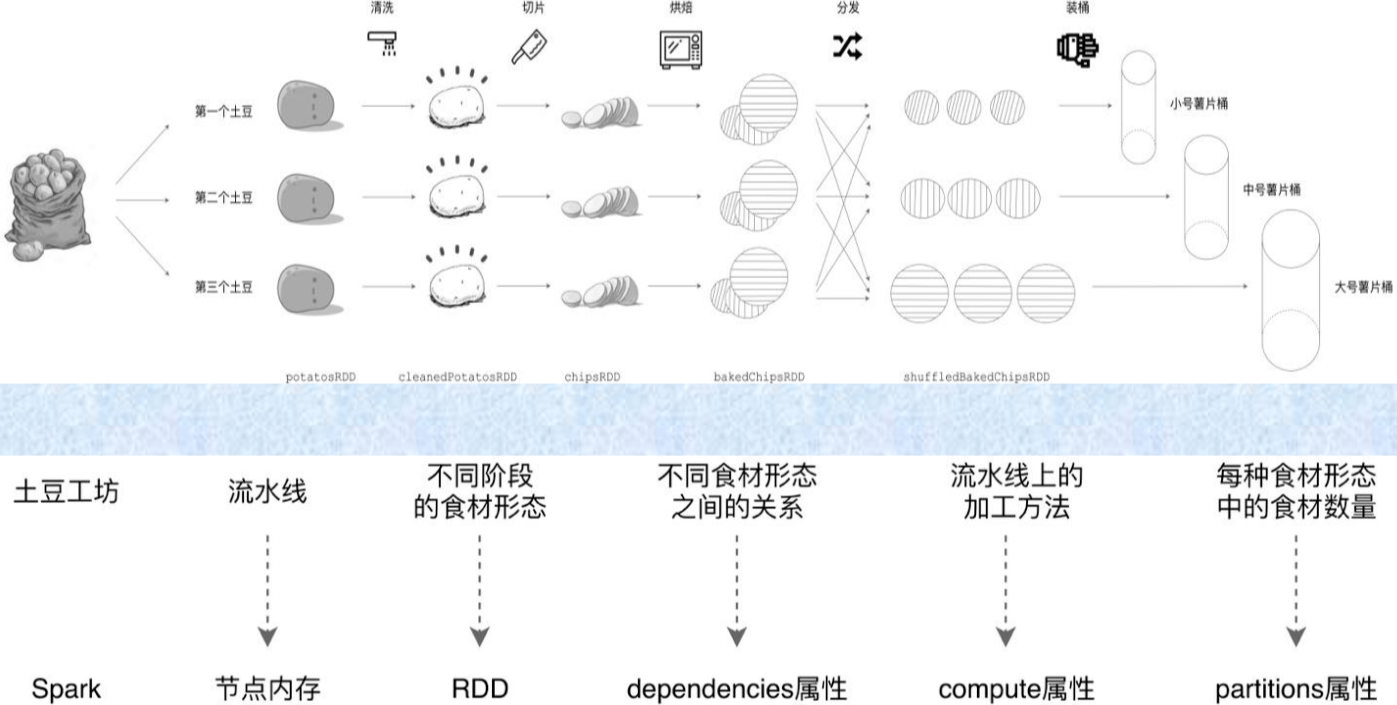 清洗 切片 烘焙 分发 装桶
第一个土豆
小号薯片桶
第二个土豆
中号薯片桶
第三个土豆
大号薯片桶
potatosRDD cleanedPotatosRDD chipsRDD bakedChipsRDD shuffledBakedChipsRDD
土豆工坊
流水线
不同阶段
的食材形态
不同食材形态
之间的关系
流水线上的
加工方法
每种食材形态
中的食材数量
Spark
节点内存
RDD
dependencies属性
compute属性
partitions属性